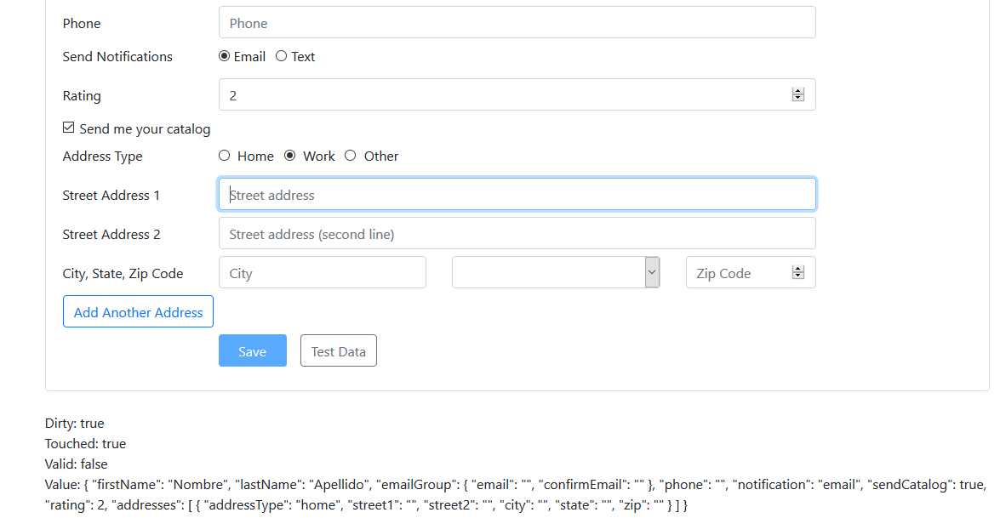 Phone Phone
Send Notifications Email Text
Rating 2
Send me your catalog
Address Type Home Work Other
Street Address 1 Street address
Street Address 2 Street address (second line)
City, State, Zip Code City Zip Code
Add Another Address
Save Test Data
Dirty: true
Touched: true
Valid: false
Value: { "firstName": "Nombre", "lastName": "Apellido", "emailGroup": { "email": "", "confirmEmail": "" }, "phone": "", "notification": "email", "sendCatalog": true,
"rating": 2, "addresses": [ { "addressType": "home", "street1": "", "street2": "", "city": "", "state": "", "zip": "" } ] }